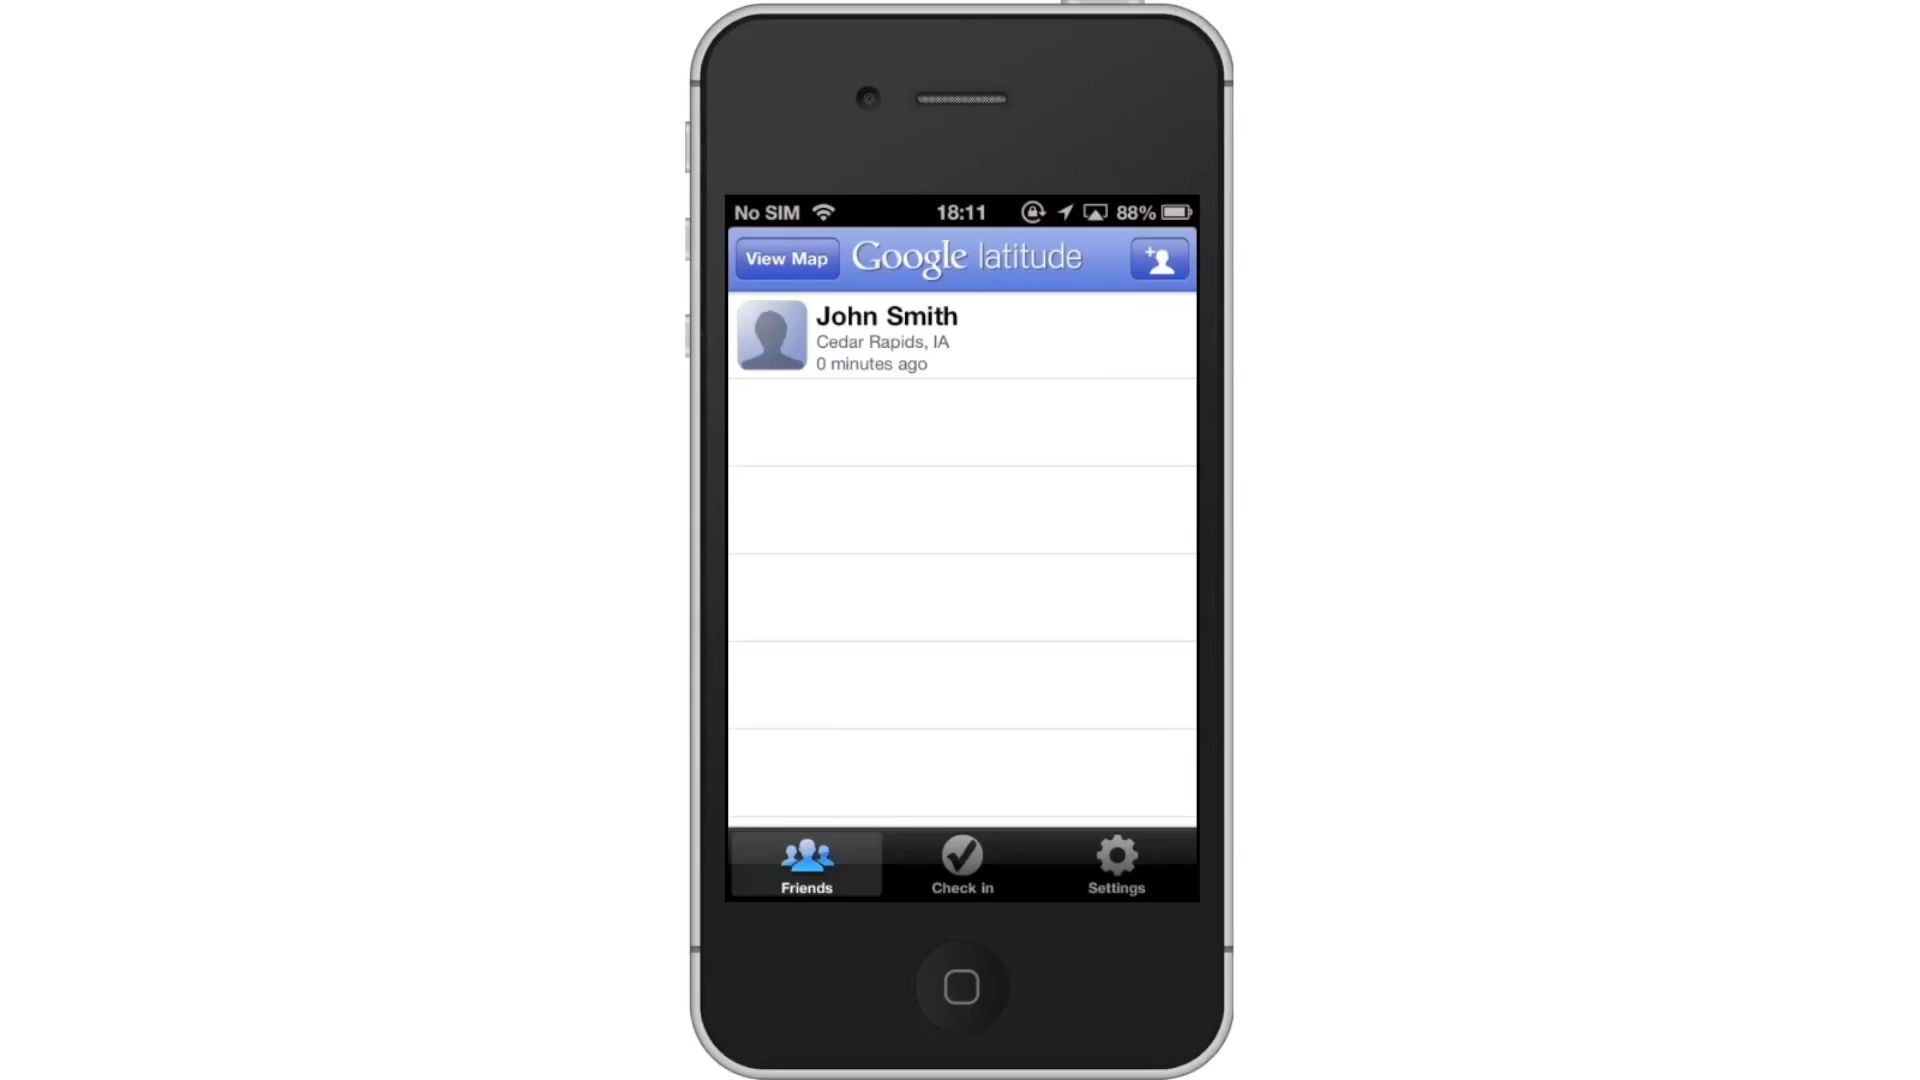 No SIM 18:11 88%
View Map Google latitude
John Smith
Cedar Rapids, IA
0 minutes ago
Friends Check in Settings